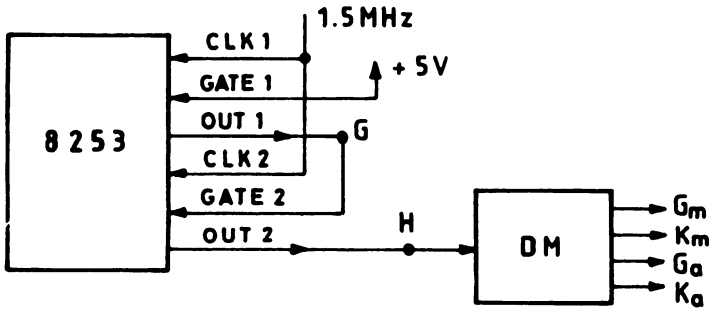 1.5MHz
CLK 1
+ 5V
GATE 1
OUT 1
G
8253
CLK 2
GATE 2
H
OUT 2
DM
Gm
Km
Ga
Ka